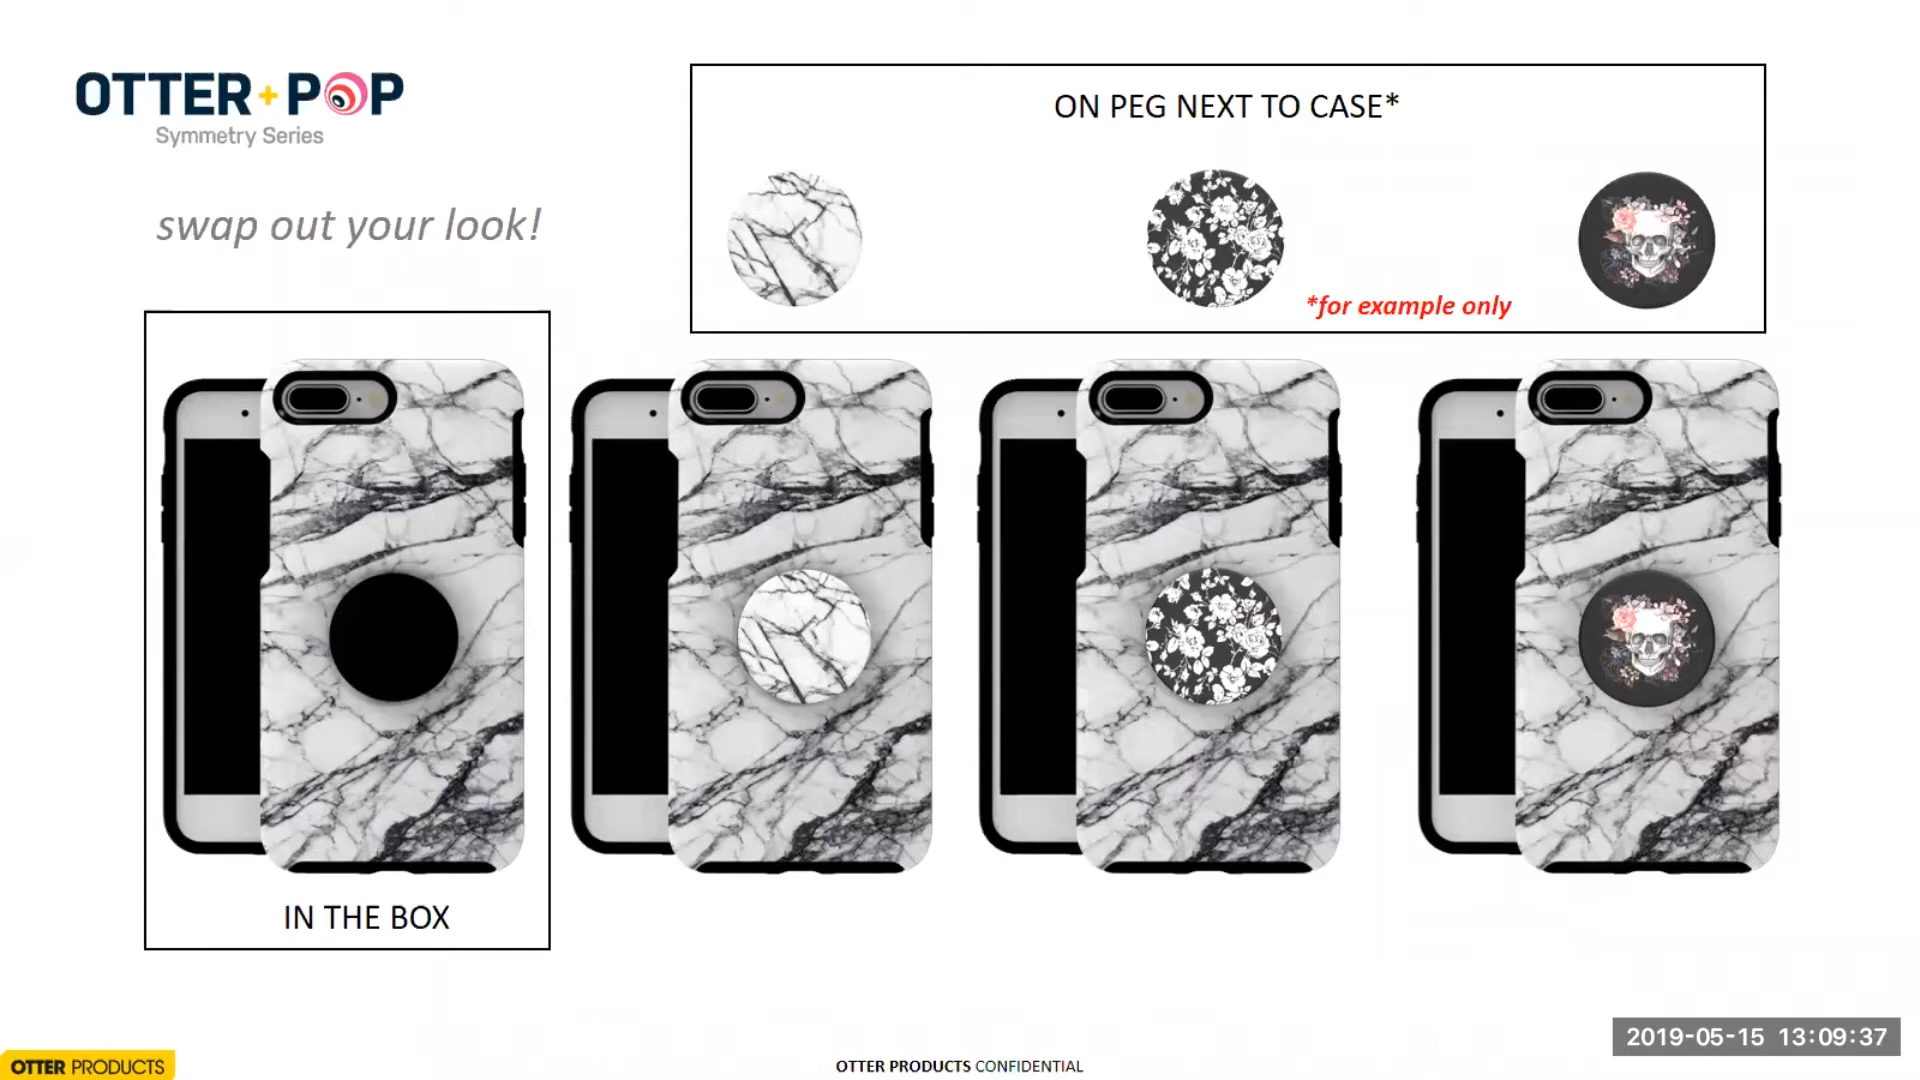 OTTER + POP
Symmetry Series
swap out your look!
ON PEG NEXT TO CASE*
*for example only
IN THE BOX
2019-05-15 13:09:37
OTTER PRODUCTS
OTTER PRODUCTS CONFIDENTIAL